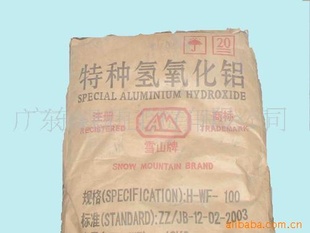 20
特种氢氧化铝
SPECIAL ALUMINIUM HYDROXIDE
注册 商标
REGISTERED TRADEMARK
雪山牌
SNOW MOUNTAIN BRAND
规格(SPECIFICATION):H-WF-100
标准(STANDARD):ZZ/JB-12-02-2003